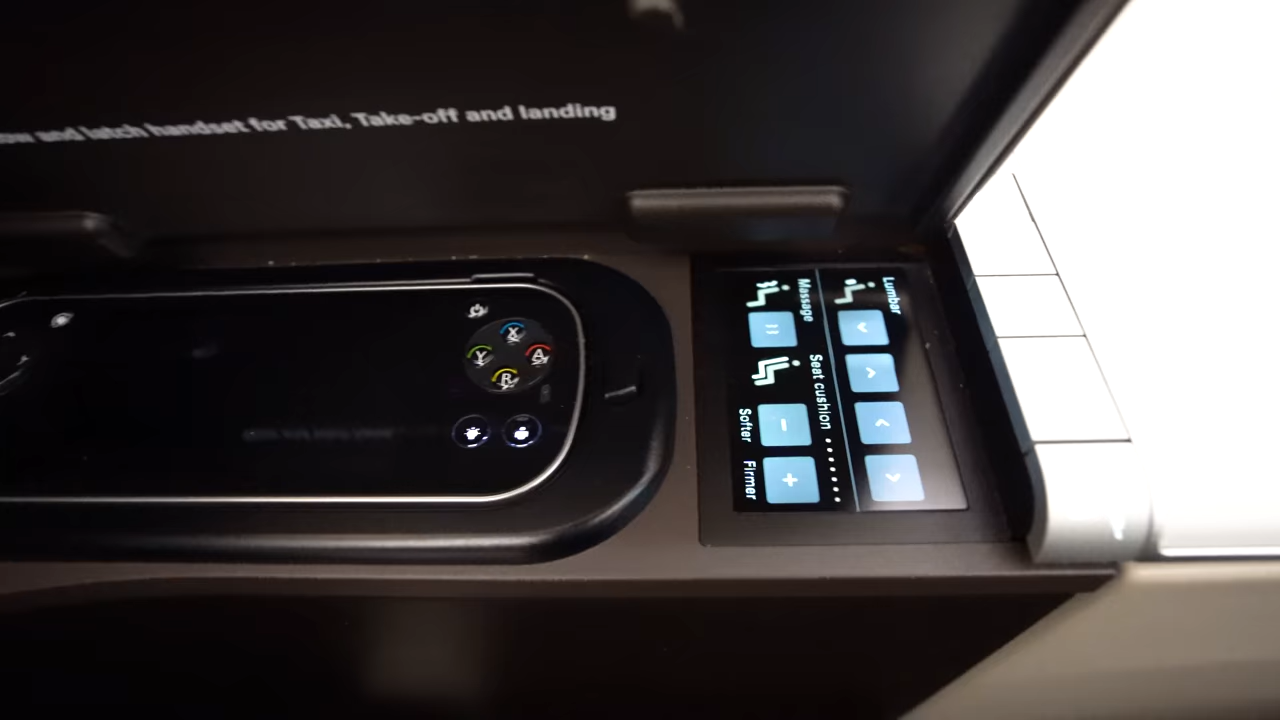 and latch handset for Taxi, Take-off and landing
X
Y
A
B
Lumbar
Massage
Seat cushion
Softer
Firmer